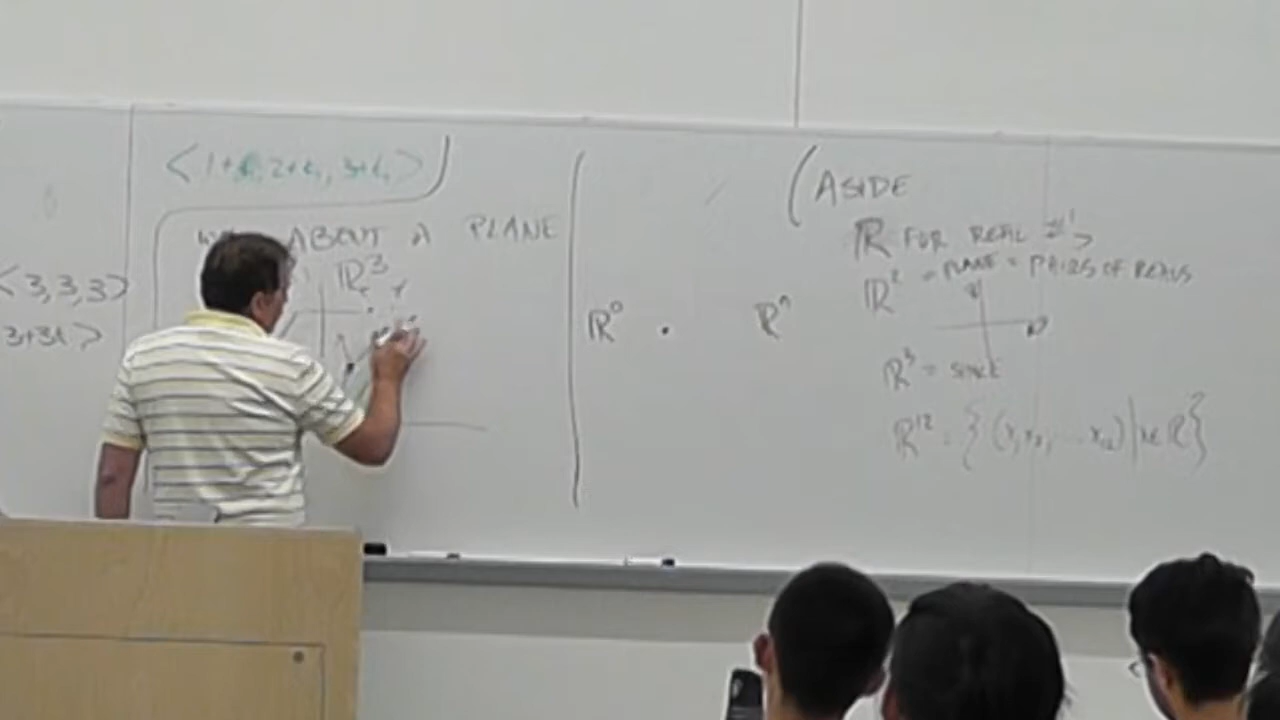 <3,3,3>
3+3t>
<1+t, 2+t, 3+t>
ABOUT A PLANE
ℝ³
ℝ⁰ . ℝⁿ
(ASIDE
ℝ FOR REAL #'s
ℝ² = PLANE = PAIRS OF REALS
ℝ³ = SPACE
ℝ¹² = {(x₁,x₂, ... x₁₂)|x∈ℝ}